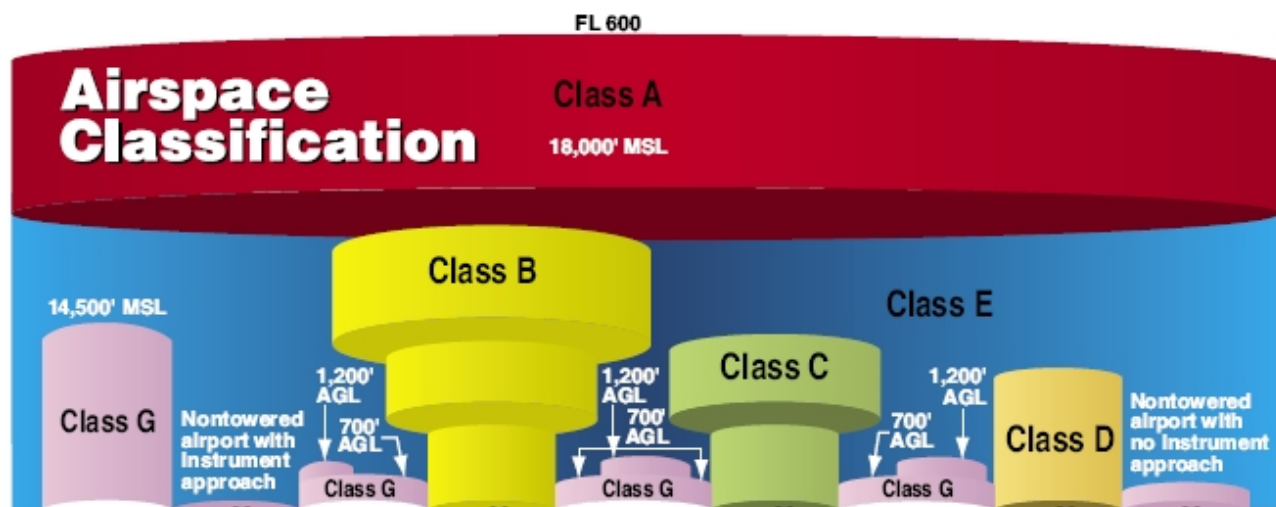 FL 600
Airspace
Classification
Class A
18,000' MSL
Class B
14,500' MSL
Class E
Class C
1,200'
AGL
1,200'
AGL
1,200'
AGL
Class G
Nontowered
airport with
Instrument
approach
700'
AGL
700'
AGL
700'
AGL
Class D
Nontowered
airport with
no Instrument
approach
Class G
Class G
Class G